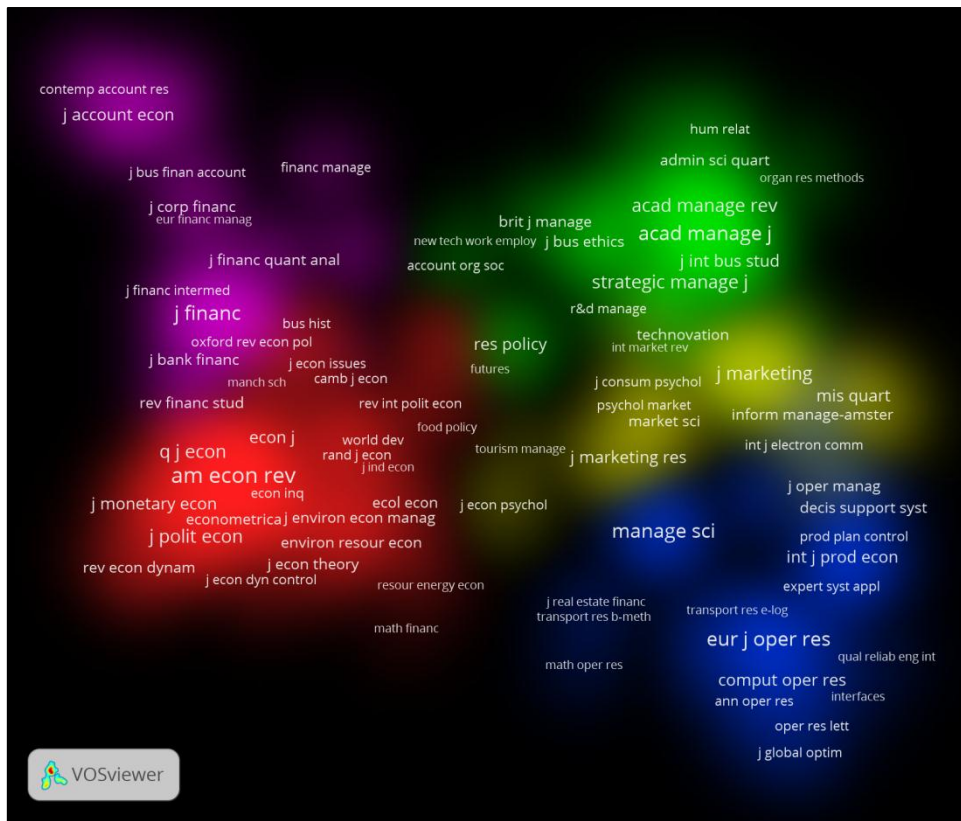 contemp account res
j account econ
hum relat
admin sci quart
j bus finan account
financ manage
organ res methods
j corp financ
acad manage rev
eur financ manag
brit j manage
acad manage j
new tech work employ
j bus ethics
j financ quant anal
account org soc
j int bus stud
strategic manage j
j financ intermed
j financ
r&d manage
bus hist
oxford rev econ pol
res policy
technovation
int market rev
j bank financ
j econ issues
futures
j marketing
manch sch
camb j econ
j consum psychol
mis quart
rev financ stud
rev int polit econ
psychol market
inform manage-amster
market sci
food policy
econ j
world dev
q j econ
rand j econ
tourism manage
j marketing res
int j electron comm
j ind econ
am econ rev
j oper manag
econ inq
j monetary econ
ecol econ
j econ psychol
decis support syst
econometrica
j environ econ manag
manage sci
j polit econ
environ resour econ
prod plan control
int j prod econ
rev econ dynam
j econ theory
j econ dyn control
resour energy econ
expert syst appl
j real estate financ
transport res b-meth
transport res e-log
math financ
eur j oper res
math oper res
qual reliab eng int
comput oper res
ann oper res
interfaces
oper res lett
j global optim
VOSviewer